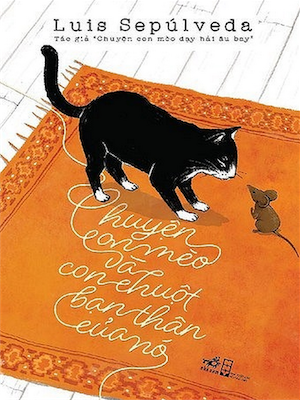 Luis Sepúlveda
Tác giả "Chuyện con mèo dạy hải âu bay"
Chuyện
con mèo
và
con chuột
bạn thân
của nó